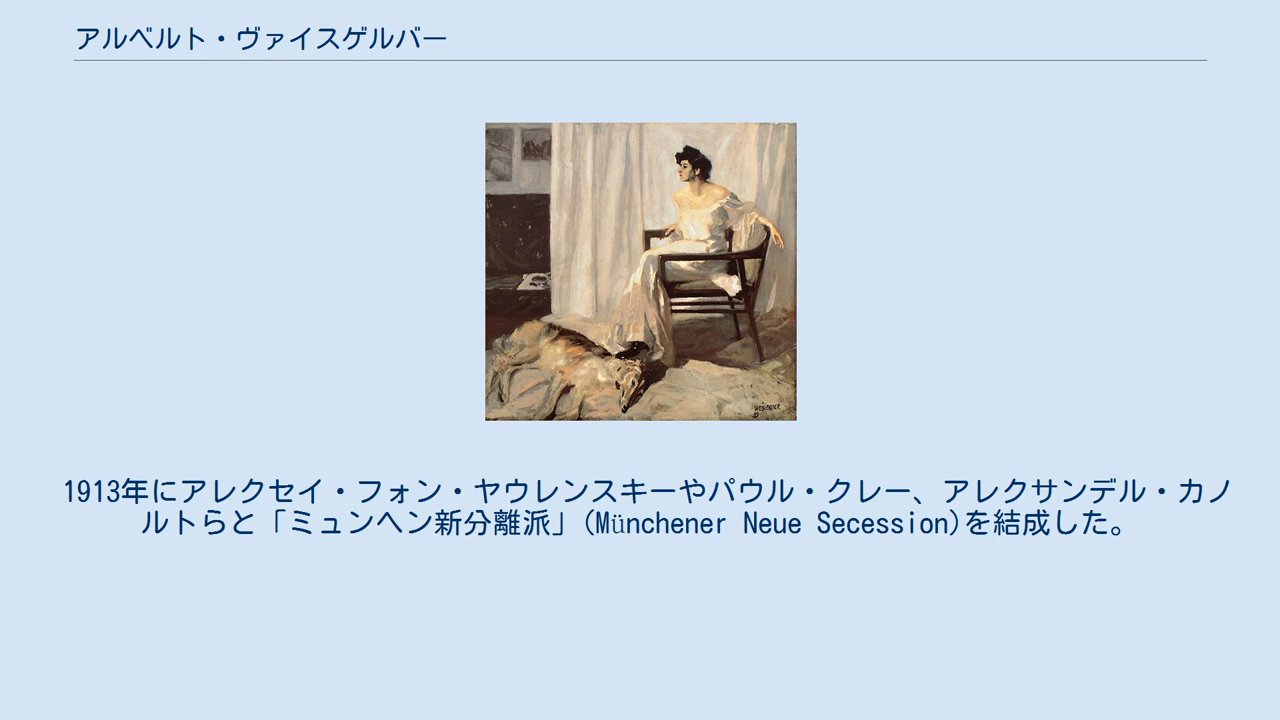 アルベルト・ヴァイスゲルバー
1913年にアレクセイ・フォン・ヤウレンスキーやパウル・クレー、アレクサンデル・カノ
ルトらと「ミュンヘン新分離派」(Münchener Neue Secession)を結成した。